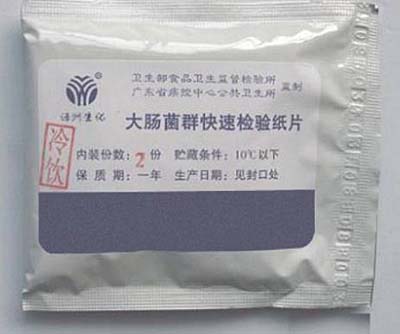 卫生部食品卫生监督检验所
广东省疾控中心公共卫生所
监制
大肠菌群快速检验纸片
冷饮
内装份数：2份 贮藏条件：10℃以下
保质期：一年 生产日期：见封口处